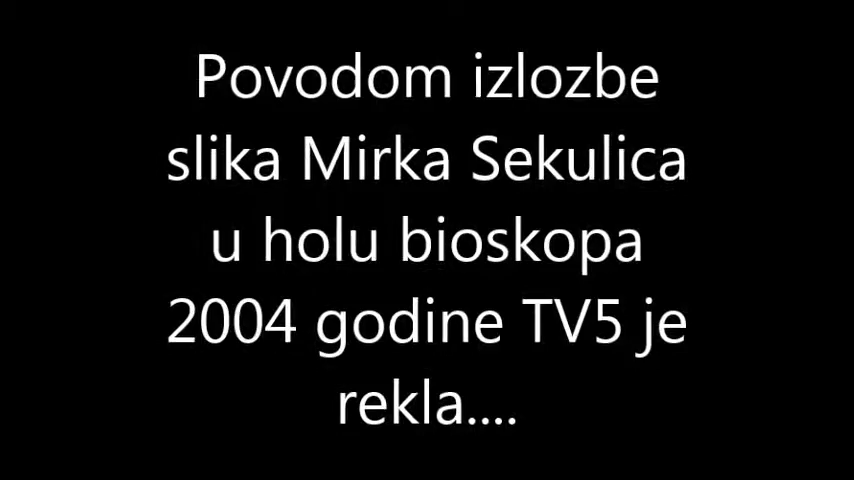 Povodom izlozbe
slika Mirka Sekulica
u holu bioskopa
2004 godine TV5 je
rekla....